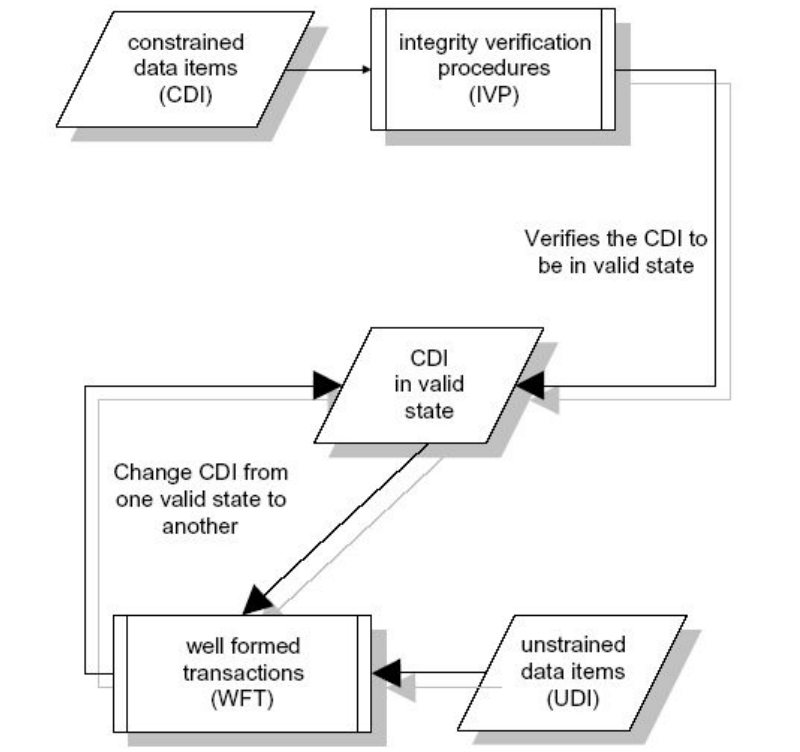 constrained
data items
(CDI)
integrity verification
procedures
(IVP)
Verifies the CDI to
be in valid state
CDI
in valid
state
Change CDI from
one valid state to
another
well formed
transactions
(WFT)
unstrained
data items
(UDI)